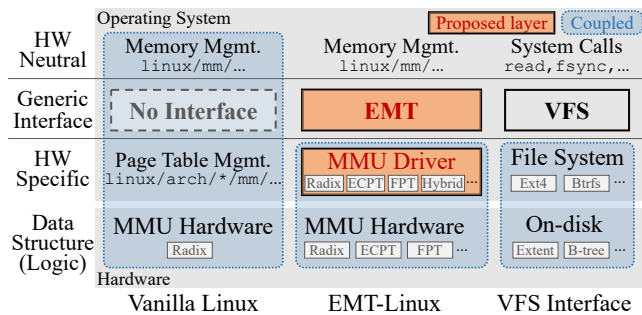 Operating System
Proposed layer
Coupled
HW
Neutral
Memory Mgmt.
linux/mm/…
Memory Mgmt.
linux/mm/…
System Calls
read,fsync,…
Generic
Interface
No Interface
EMT
VFS
HW
Specific
Page Table Mgmt.
linux/arch/*/mm/…
MMU Driver
Radix ECPT FPT Hybrid …
File System
Ext4 Btrfs …
Data
Structure
(Logic)
MMU Hardware
Radix
MMU Hardware
Radix ECPT FPT …
On-disk
Extent B-tree …
Hardware
Vanilla Linux
EMT-Linux
VFS Interface